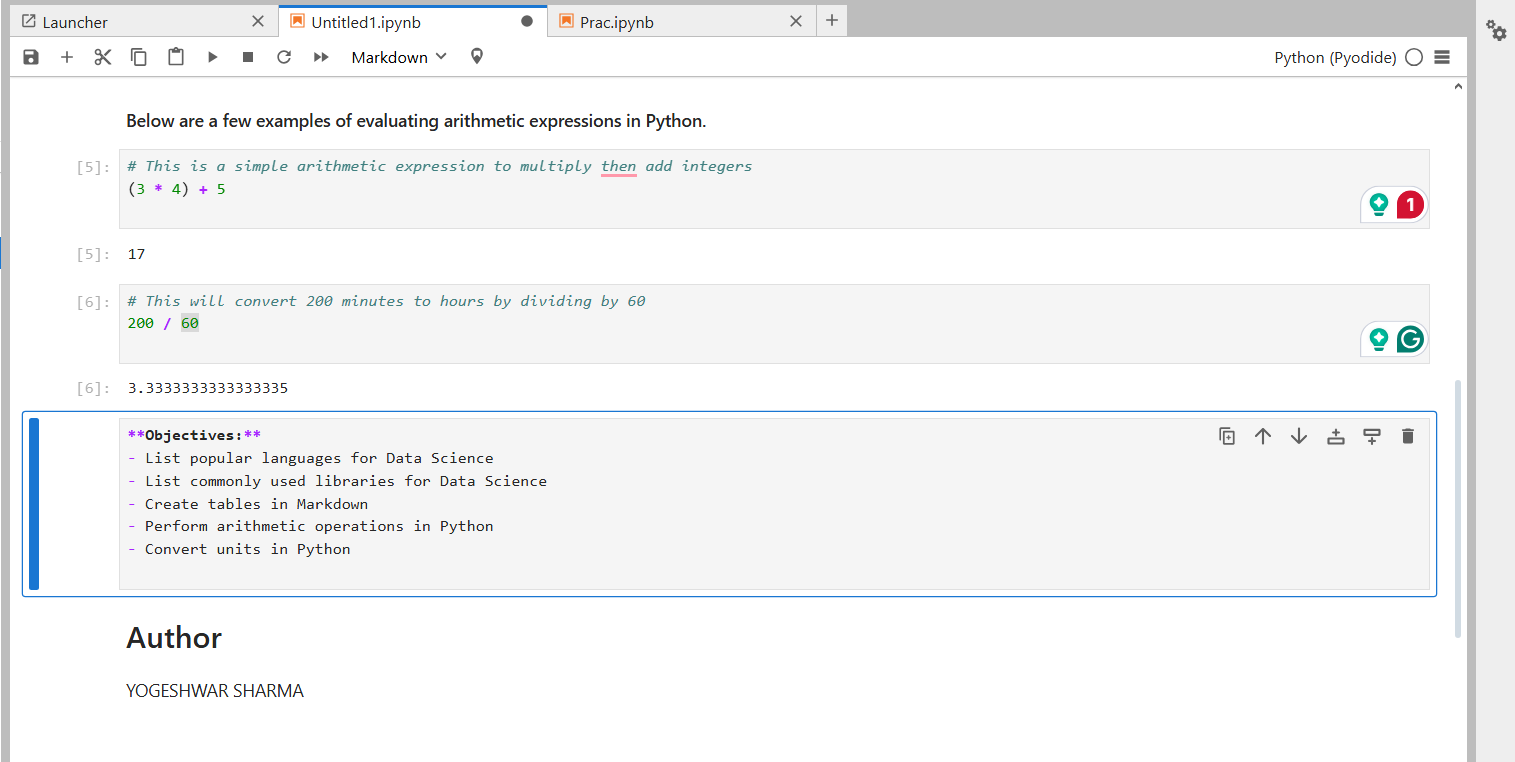 Launcher
Untitled1.ipynb
Prac.ipynb
Markdown
Python (Pyodide)
Below are a few examples of evaluating arithmetic expressions in Python.
[5]: # This is a simple arithmetic expression to multiply then add integers
(3 * 4) + 5
1
[5]: 17
[6]: # This will convert 200 minutes to hours by dividing by 60
200 / 60
G
[6]: 3.3333333333333335
**Objectives:**
- List popular languages for Data Science
- List commonly used libraries for Data Science
- Create tables in Markdown
- Perform arithmetic operations in Python
- Convert units in Python
Author
YOGESHWAR SHARMA